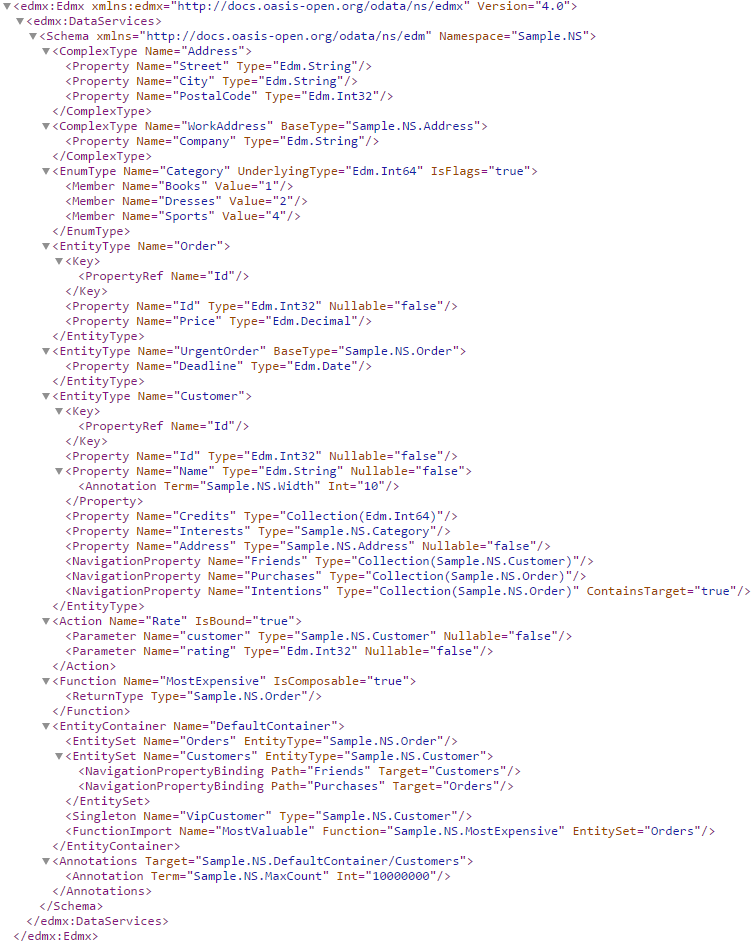 <edmx:Edmx xmlns:edmx="http://docs.oasis-open.org/odata/ns/edmx" Version="4.0">
<edmx:DataServices>
<Schema xmlns="http://docs.oasis-open.org/odata/ns/edm" Namespace="Sample.NS">
<ComplexType Name="Address">
<Property Name="Street" Type="Edm.String"/>
<Property Name="City" Type="Edm.String"/>
<Property Name="PostalCode" Type="Edm.Int32"/>
</ComplexType>
<ComplexType Name="WorkAddress" BaseType="Sample.NS.Address">
<Property Name="Company" Type="Edm.String"/>
</ComplexType>
<EnumType Name="Category" UnderlyingType="Edm.Int64" IsFlags="true">
<Member Name="Books" Value="1"/>
<Member Name="Dresses" Value="2"/>
<Member Name="Sports" Value="4"/>
</EnumType>
<EntityType Name="Order">
<Key>
<PropertyRef Name="Id"/>
</Key>
<Property Name="Id" Type="Edm.Int32" Nullable="false"/>
<Property Name="Price" Type="Edm.Decimal"/>
</EntityType>
<EntityType Name="UrgentOrder" BaseType="Sample.NS.Order">
<Property Name="Deadline" Type="Edm.Date"/>
</EntityType>
<EntityType Name="Customer">
<Key>
<PropertyRef Name="Id"/>
</Key>
<Property Name="Id" Type="Edm.Int32" Nullable="false"/>
<Property Name="Name" Type="Edm.String" Nullable="false">
<Annotation Term="Sample.NS.Width" Int="10"/>
</Property>
<Property Name="Credits" Type="Collection(Edm.Int64)"/>
<Property Name="Interests" Type="Sample.NS.Category"/>
<Property Name="Address" Type="Sample.NS.Address" Nullable="false"/>
<NavigationProperty Name="Friends" Type="Collection(Sample.NS.Customer)"/>
<NavigationProperty Name="Purchases" Type="Collection(Sample.NS.Order)"/>
<NavigationProperty Name="Intentions" Type="Collection(Sample.NS.Order)" ContainsTarget="true"/>
</EntityType>
<Action Name="Rate" IsBound="true">
<Parameter Name="customer" Type="Sample.NS.Customer" Nullable="false"/>
<Parameter Name="rating" Type="Edm.Int32" Nullable="false"/>
</Action>
<Function Name="MostExpensive" IsComposable="true">
<ReturnType Type="Sample.NS.Order"/>
</Function>
<EntityContainer Name="DefaultContainer">
<EntitySet Name="Orders" EntityType="Sample.NS.Order"/>
<EntitySet Name="Customers" EntityType="Sample.NS.Customer">
<NavigationPropertyBinding Path="Friends" Target="Customers"/>
<NavigationPropertyBinding Path="Purchases" Target="Orders"/>
</EntitySet>
<Singleton Name="VipCustomer" Type="Sample.NS.Customer"/>
<FunctionImport Name="MostValuable" Function="Sample.NS.MostExpensive" EntitySet="Orders"/>
</EntityContainer>
<Annotations Target="Sample.NS.DefaultContainer/Customers">
<Annotation Term="Sample.NS.MaxCount" Int="10000000"/>
</Annotations>
</Schema>
</edmx:DataServices>
</edmx:Edmx>